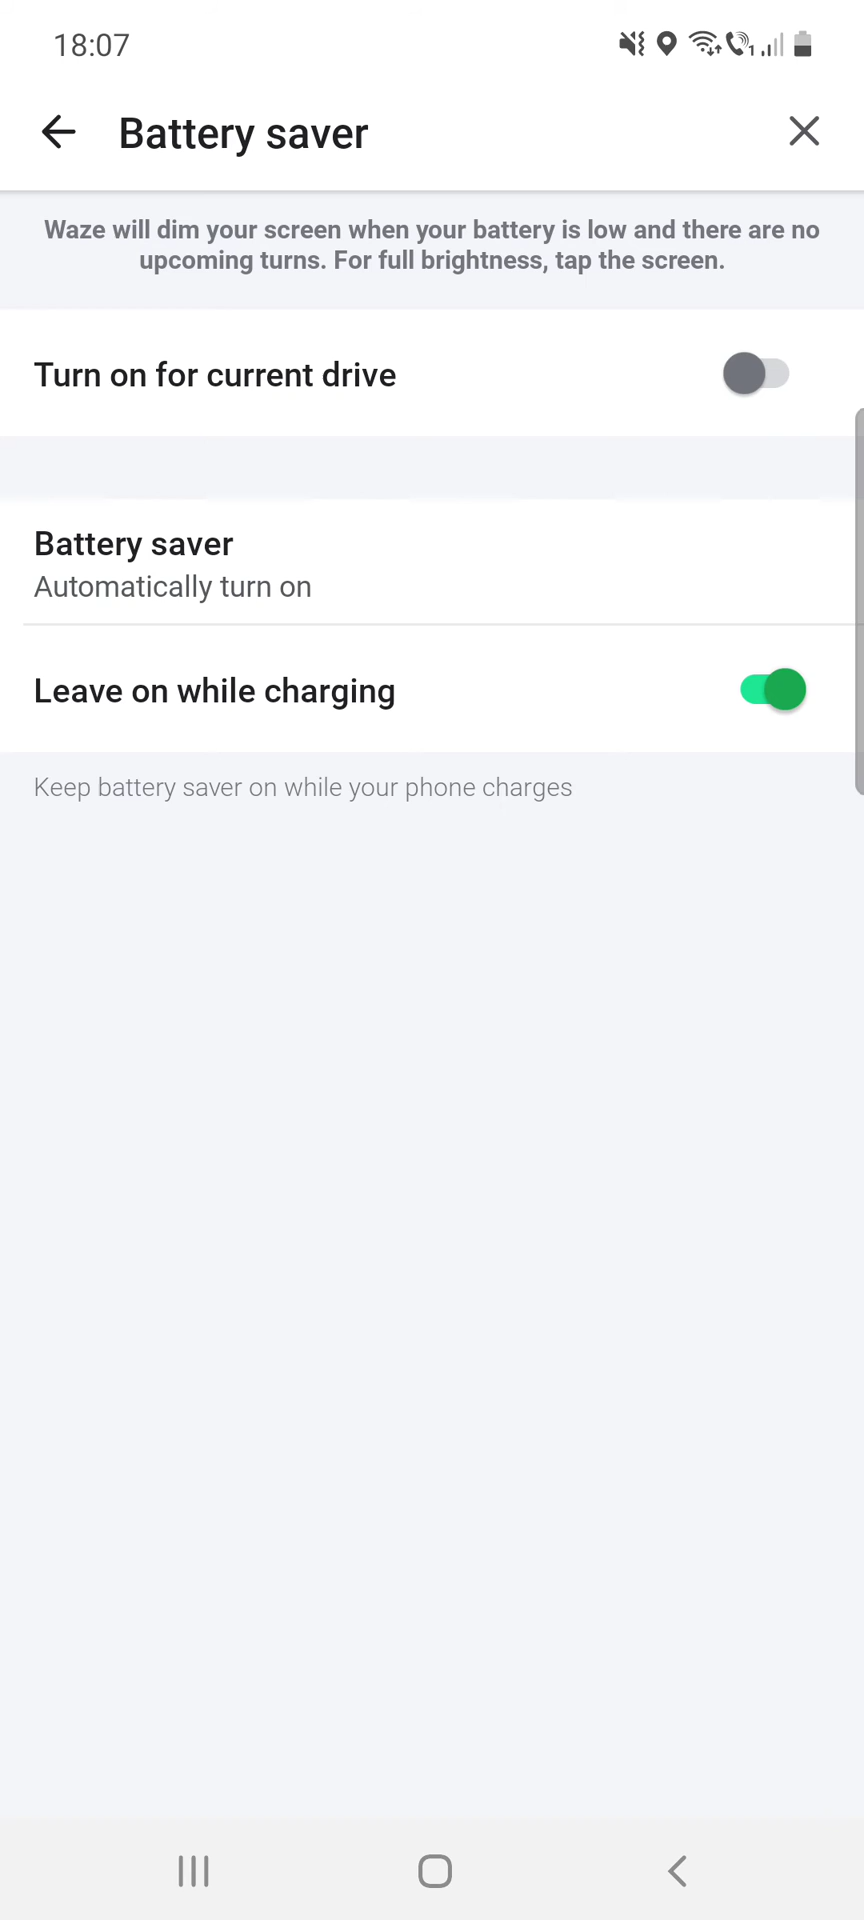 18:07
Battery saver
Waze will dim your screen when your battery is low and there are no
upcoming turns. For full brightness, tap the screen.
Turn on for current drive
Battery saver
Automatically turn on
Leave on while charging
Keep battery saver on while your phone charges